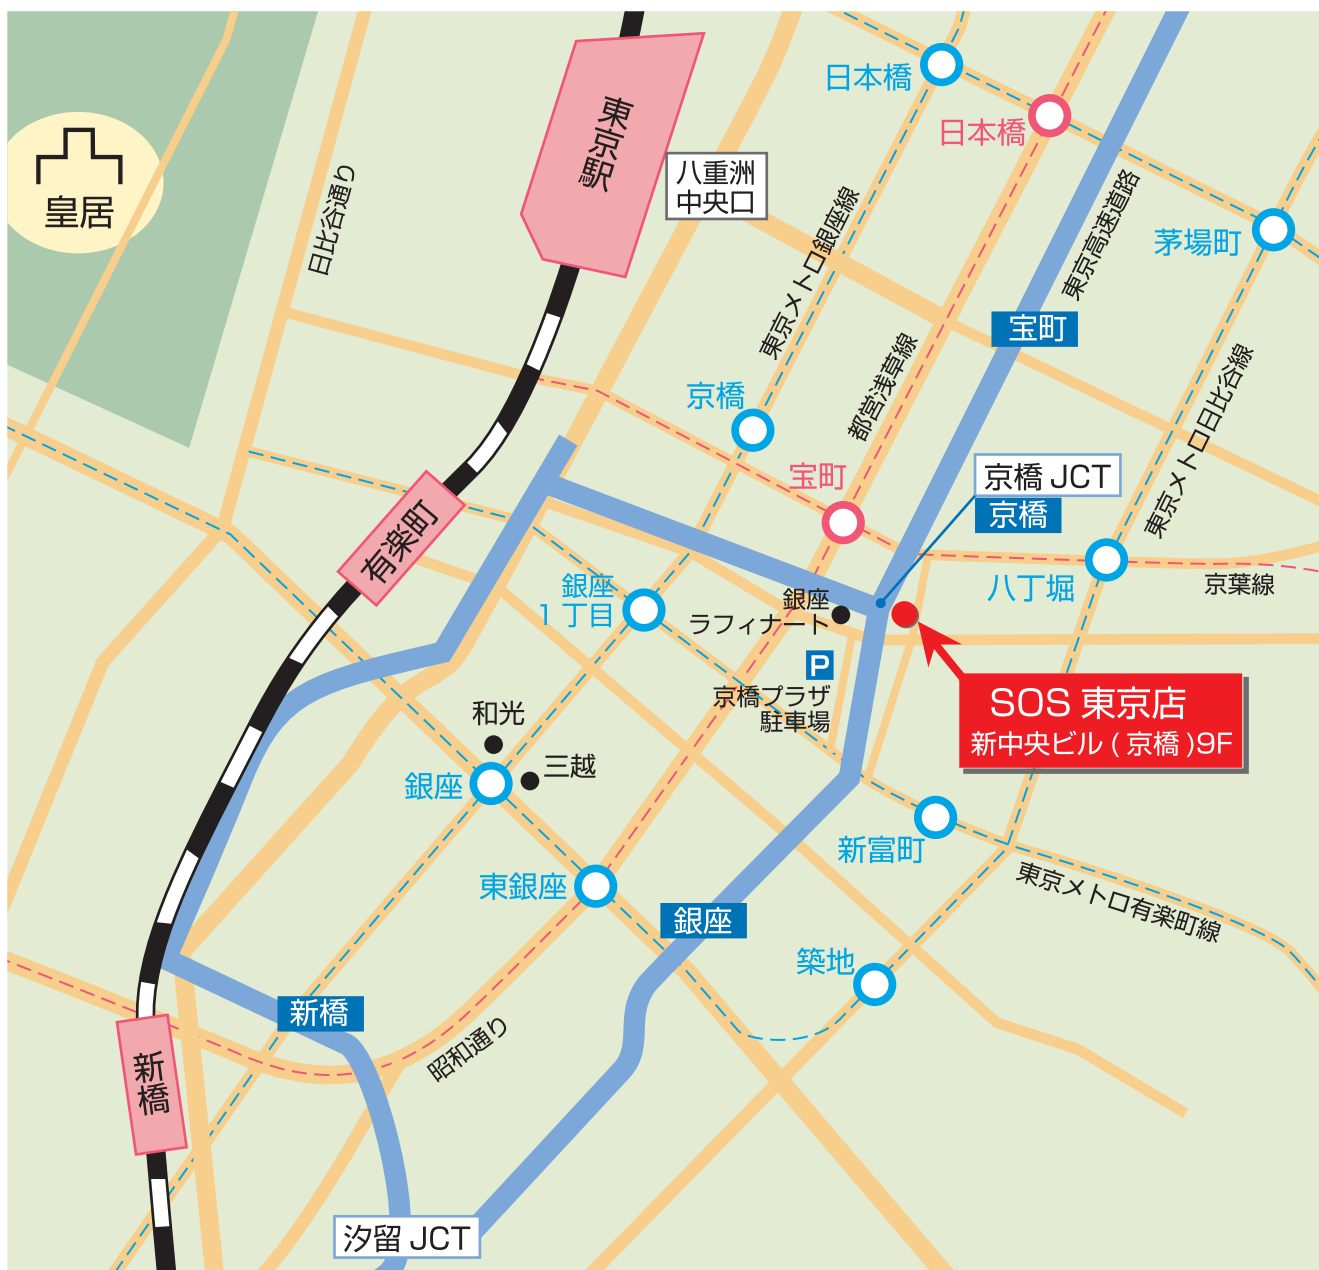 日本橋
日本橋
東京駅
八重洲
中央口
皇居
日比谷通り
東京メトロ銀座線
東京高速道路
茅場町
宝町
都営浅草線
京橋
東京メトロ日比谷線
宝町
京橋 JCT
京橋
有楽町
銀座
1丁目
銀座
ラフィナート
八丁堀
京葉線
P
京橋プラザ
駐車場
SOS 東京店
新中央ビル ( 京橋 )9F
和光
三越
銀座
新富町
東銀座
東京メトロ有楽町線
銀座
築地
新橋
昭和通り
新橋
汐留 JCT